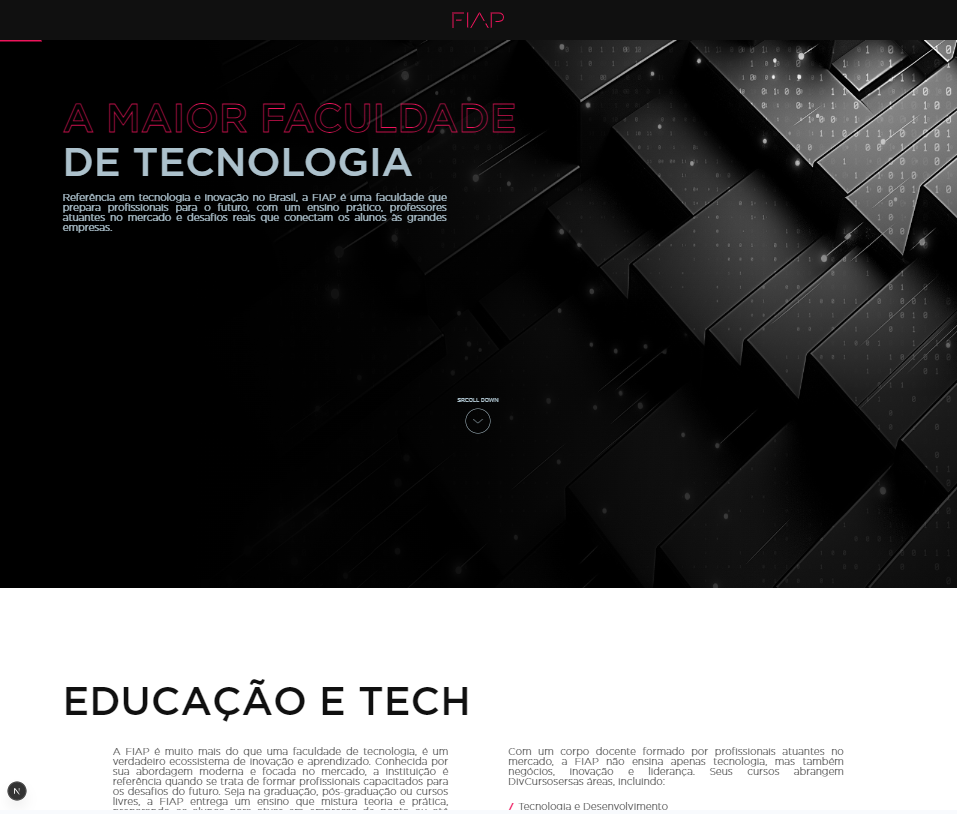 FIAP
A MAIOR FACULDADE
DE TECNOLOGIA
Referência em tecnologia e inovação no Brasil, a FIAP é uma faculdade que
prepara profissionais para o futuro, com um ensino prático, professores
atuantes no mercado e desafios reais que conectam os alunos às grandes
empresas.
SRCOLL DOWN
EDUCAÇÃO E TECH
A FIAP é muito mais do que uma faculdade de tecnologia, é um
verdadeiro ecossistema de inovação e aprendizado. Conhecida por
sua abordagem moderna e focada no mercado, a instituição é
referência quando se trata de formar profissionais capacitados para
os desafios do futuro. Seja na graduação, pós-graduação ou cursos
livres, a FIAP entrega um ensino que mistura teoria e prática,
Com um corpo docente formado por profissionais atuantes no
mercado, a FIAP não ensina apenas tecnologia, mas também
negócios, inovação e liderança. Seus cursos abrangem
DivCursosersas áreas, incluindo:
/ Tecnologia e Desenvolvimento
N